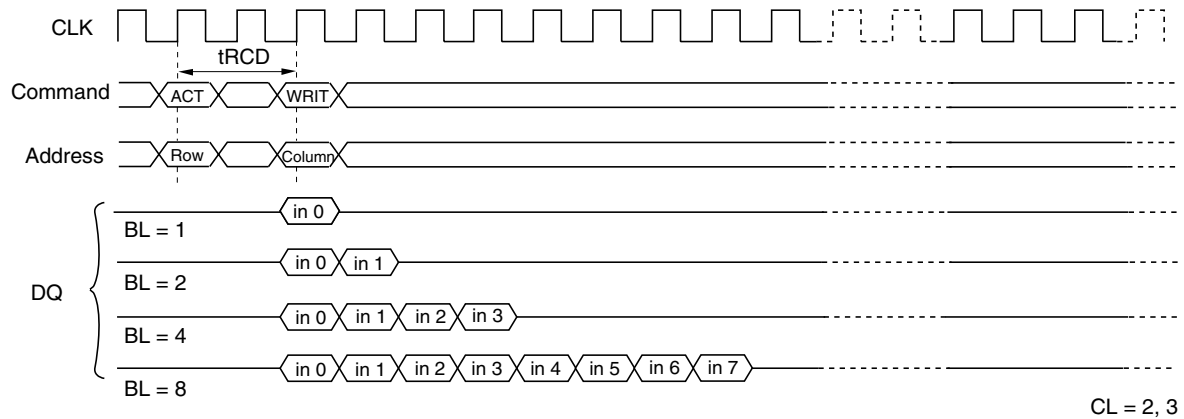 CLK
tRCD
Command ACT WRIT
Address Row Column
in 0
BL = 1
in 0 in 1
BL = 2
DQ
in 0 in 1 in 2 in 3
BL = 4
in 0 in 1 in 2 in 3 in 4 in 5 in 6 in 7
BL = 8
CL = 2, 3